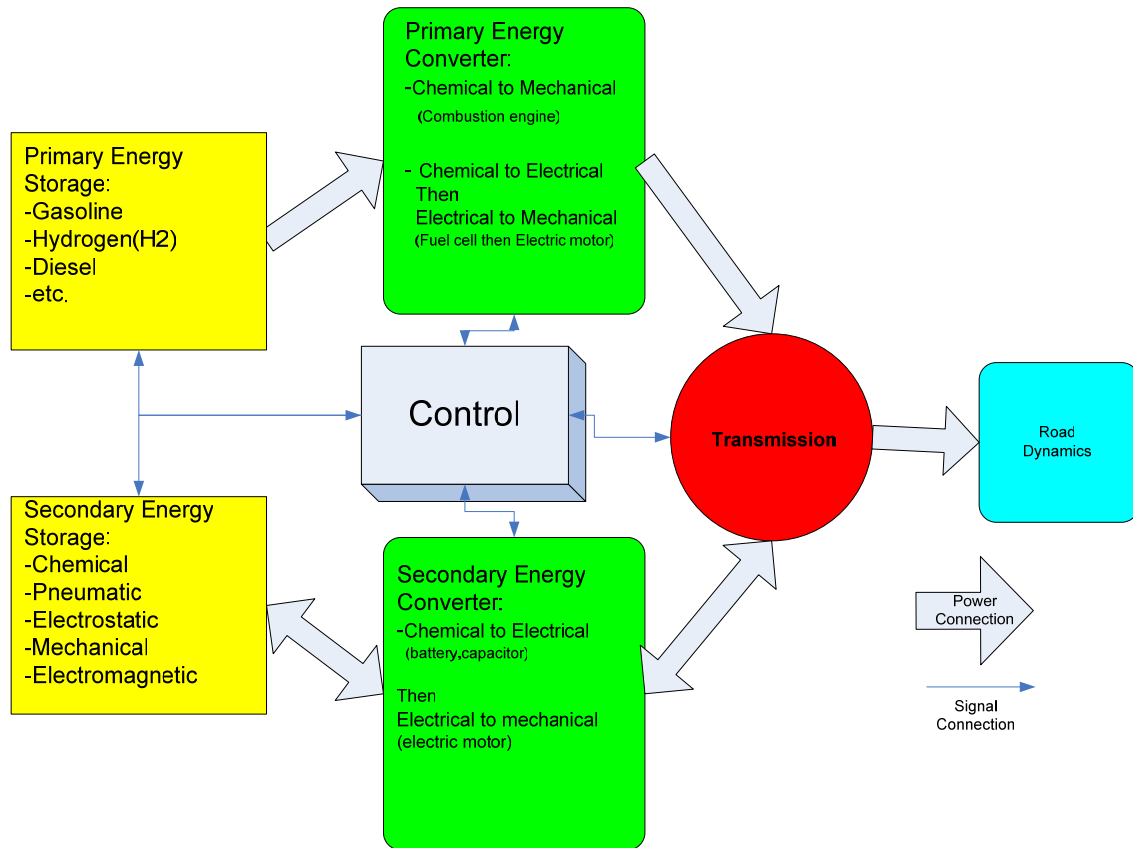 Primary Energy
Storage:
-Gasoline
-Hydrogen(H2)
-Diesel
-etc.
Primary Energy
Converter:
-Chemical to Mechanical
(Combustion engine)
- Chemical to Electrical
Then
Electrical to Mechanical
(Fuel cell then Electric motor)
Control
Transmission
Road
Dynamics
Secondary Energy
Storage:
-Chemical
-Pneumatic
-Electrostatic
-Mechanical
-Electromagnetic
Secondary Energy
Converter:
-Chemical to Electrical
(battery,capacitor)
Then
Electrical to mechanical
(electric motor)
Power
Connection
Signal
Connection